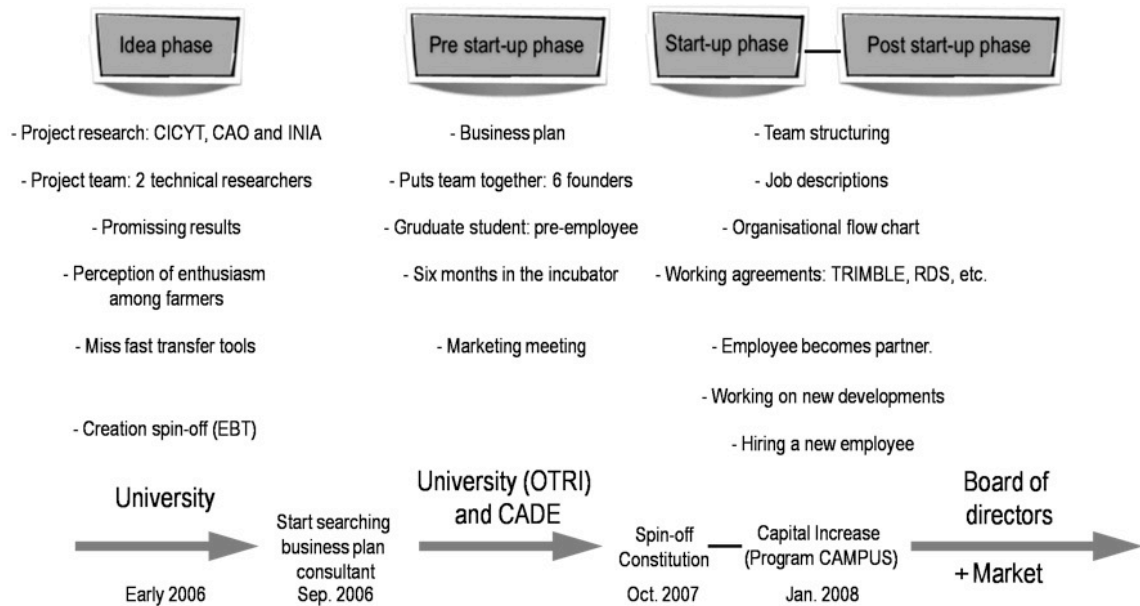 Idea phase
Pre start-up phase
Start-up phase
Post start-up phase
- Project research: CICYT, CAO and INIA
- Project team: 2 technical researchers
- Promissing results
- Perception of enthusiasm
among farmers
- Miss fast transfer tools
- Creation spin-off (EBT)
- Business plan
- Puts team together: 6 founders
- Gruduate student: pre-employee
- Six months in the incubator
- Marketing meeting
- Team structuring
- Job descriptions
- Organisational flow chart
- Working agreements: TRIMBLE, RDS, etc.
- Employee becomes partner.
- Working on new developments
- Hiring a new employee
University
Early 2006
Start searching
business plan
consultant
Sep. 2006
University (OTRI)
and CADE
Spin-off
Constitution
Oct. 2007
Capital Increase
(Program CAMPUS)
Jan. 2008
Board of
directors
+ Market